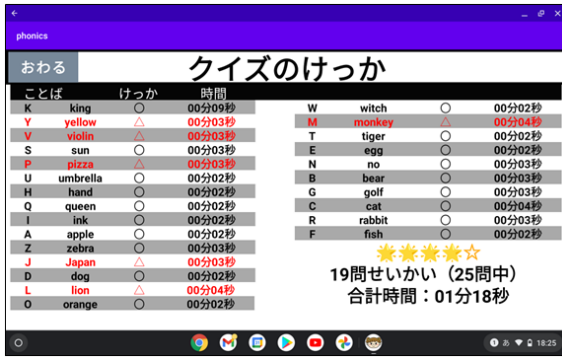 phonics
おわる
クイズのけっか
ことば けっか 時間
K king ○ 00分09秒
Y yellow △ 00分03秒
V violin △ 00分03秒
S sun ○ 00分03秒
P pizza △ 00分03秒
U umbrella ○ 00分02秒
H hand ○ 00分02秒
Q queen ○ 00分02秒
I ink ○ 00分02秒
A apple ○ 00分02秒
Z zebra ○ 00分03秒
J Japan △ 00分03秒
D dog ○ 00分02秒
L lion △ 00分04秒
O orange ○ 00分02秒
W witch ○ 00分02秒
M monkey △ 00分04秒
T tiger ○ 00分02秒
E egg ○ 00分02秒
N no ○ 00分03秒
B bear ○ 00分03秒
G golf ○ 00分03秒
C cat ○ 00分04秒
R rabbit ○ 00分03秒
F fish ○ 00分02秒
19問せいかい（25問中）
合計時間：01分18秒
1 あ 18:25